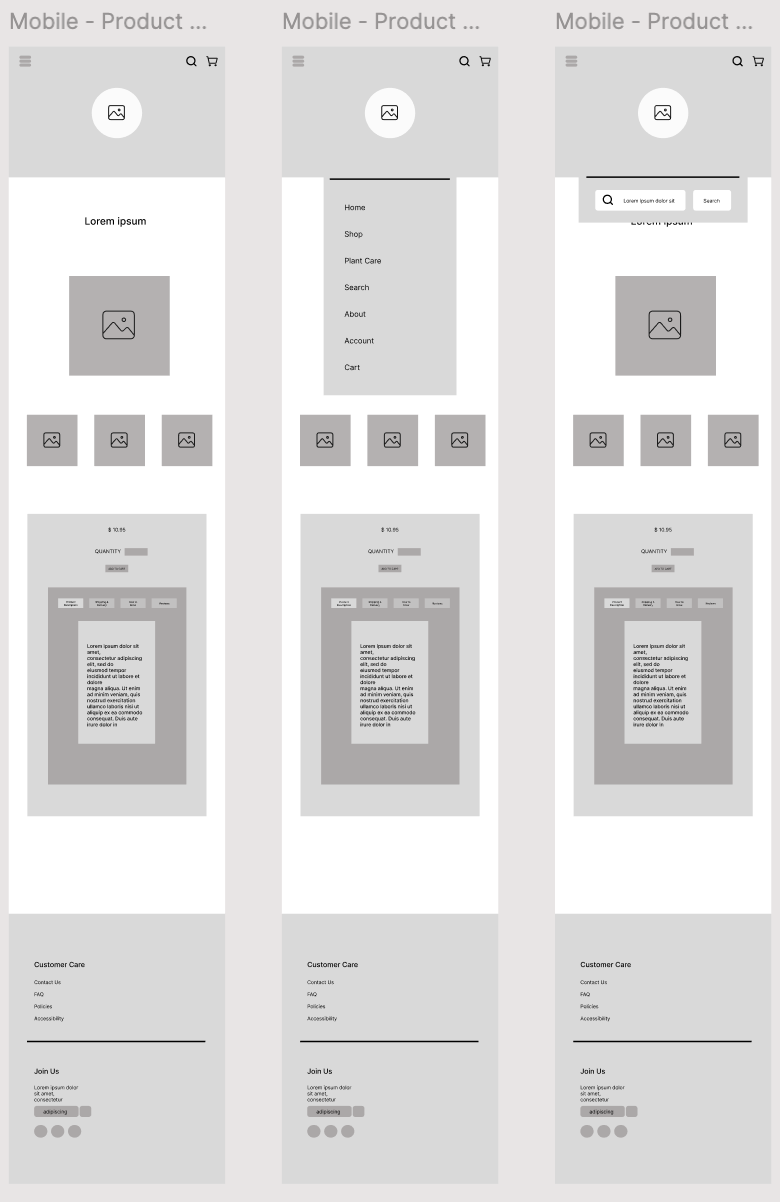 Mobile - Product ...
Lorem ipsum
$ 10.95
QUANTITY
ADD TO CART
Product
Description
Shipping &
Delivery
How to
Reviews
Lorem ipsum dolor sit
amet,
consectetur adipiscing
elit, sed do
eiusmod tempor
incididunt ut labore et
dolore
magna aliqua. Ut enim
ad minim veniam, quis
nostrud exercitation
ullamco laboris nisi ut
aliquip ex ea commodo
consequat. Duis aute
irure dolor in
Customer Care
Contact Us
FAQ
Policies
Accessibility
Join Us
Lorem ipsum dolor
sit amet,
consectetur
adipiscing
Mobile - Product ...
Home
Shop
Plant Care
Search
About
Account
Cart
$ 10.95
QUANTITY
ADD TO CART
Product
Description
Shipping &
Delivery
How to
Reviews
Lorem ipsum dolor sit
amet,
consectetur adipiscing
elit, sed do
eiusmod tempor
incididunt ut labore et
dolore
magna aliqua. Ut enim
ad minim veniam, quis
nostrud exercitation
ullamco laboris nisi ut
aliquip ex ea commodo
consequat. Duis aute
irure dolor in
Customer Care
Contact Us
FAQ
Policies
Accessibility
Join Us
Lorem ipsum dolor
sit amet,
consectetur
adipiscing
Mobile - Product ...
Lorem ipsum dolor sit
Search
Lorem ipsum
$ 10.95
QUANTITY
ADD TO CART
Product
Description
Shipping &
Delivery
How to
Reviews
Lorem ipsum dolor sit
amet,
consectetur adipiscing
elit, sed do
eiusmod tempor
incididunt ut labore et
dolore
magna aliqua. Ut enim
ad minim veniam, quis
nostrud exercitation
ullamco laboris nisi ut
aliquip ex ea commodo
consequat. Duis aute
irure dolor in
Customer Care
Contact Us
FAQ
Policies
Accessibility
Join Us
Lorem ipsum dolor
sit amet,
consectetur
adipiscing